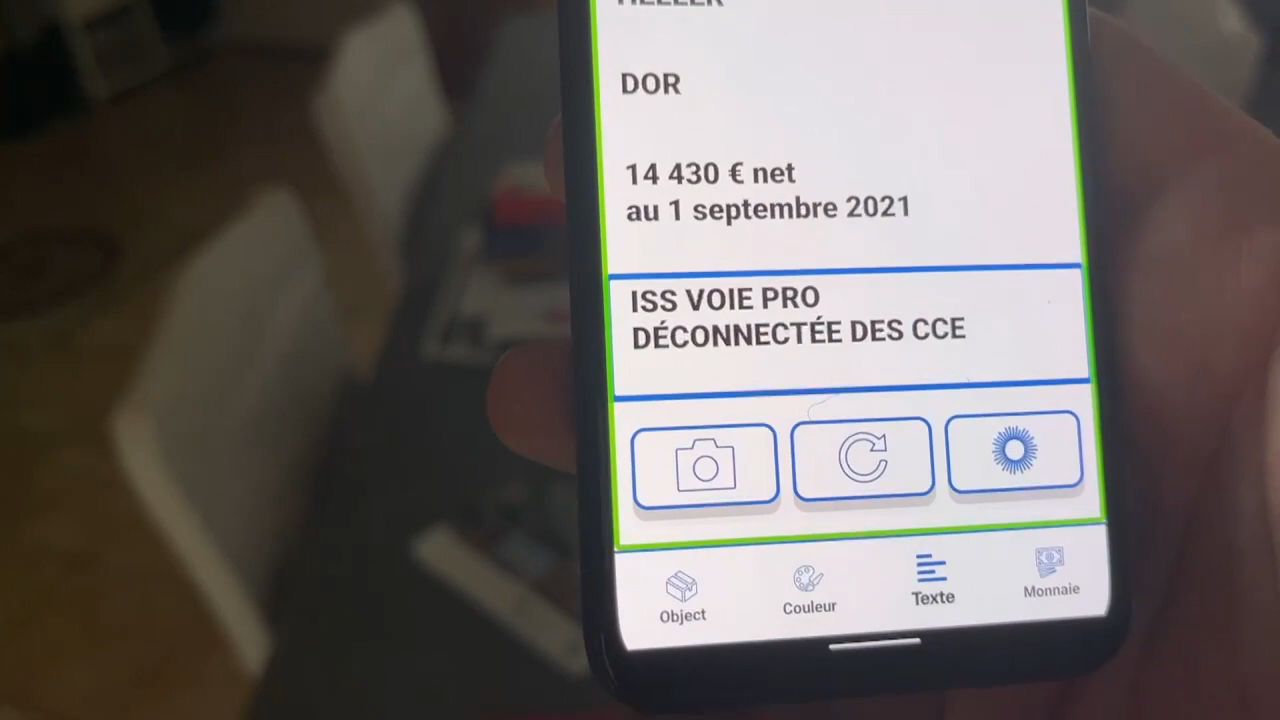 DOR
14 430 € net
au 1 septembre 2021
ISS VOIE PRO
DÉCONNECTÉE DES CCE
Object
Couleur
Texte
Monnaie